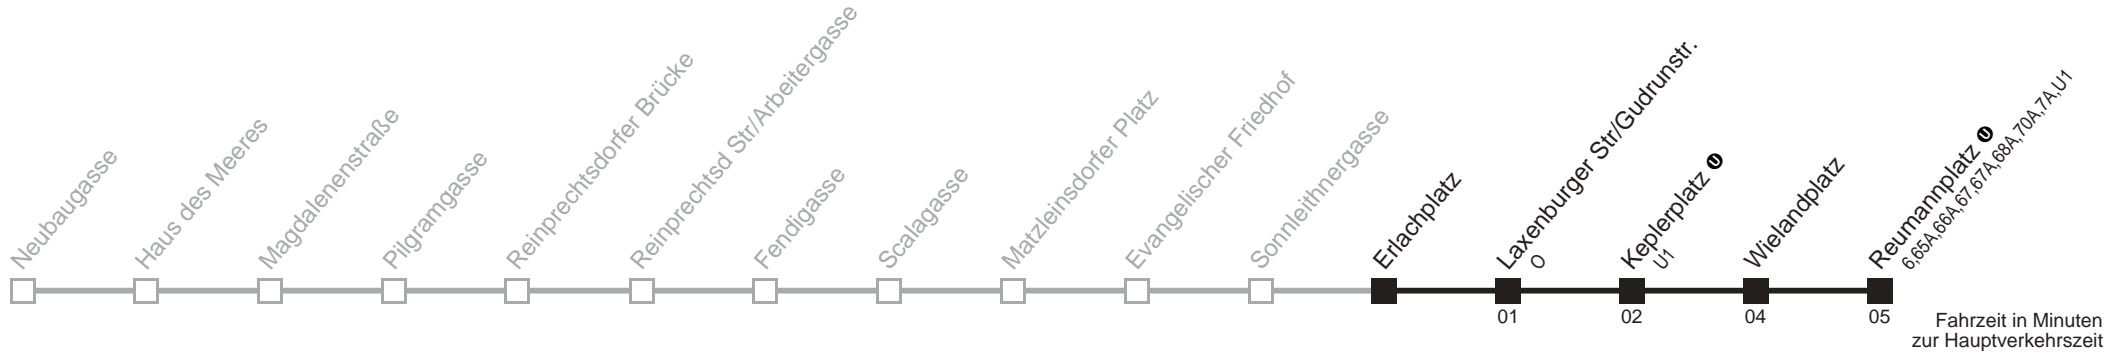 Neubaugasse
Haus des Meeres
Magdalenenstraße
Pilgramgasse
Reinprechtsdorfer Brücke
Reinprechtsd Str/Arbeitergasse
Fendigasse
Scalagasse
Matzleinsdorfer Platz
Evangelischer Friedhof
Sonnleithnergasse
Erlachplatz
Laxenburger Str/Gudrunstr.
O
Keplerplatz U
U1
Wielandplatz
Reumannplatz U
6,65A,66A,67,67A,68A,70A,7A,U1
01 02 04 05
Fahrzeit in Minuten
zur Hauptverkehrszeit